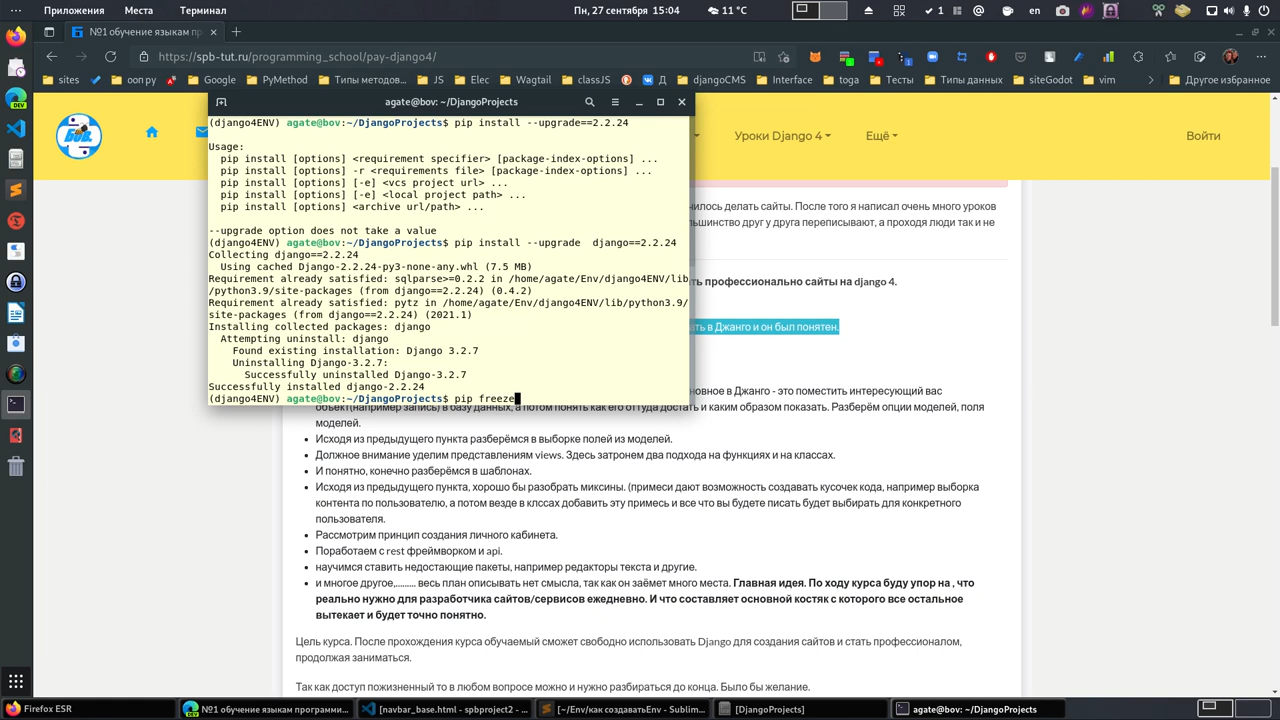 Приложения Места Терминал Пн, 27 сентября 15:04 11 °C 1 en
№1 обучение языкам пр
https://spb-tut.ru/programming_school/pay-django4/
sites ооп ру Google PyMethod Типы методов... JS Elec Wagtail classJS Д djangoCMS Interface toga Тесты Типы данных siteGodot vim Другое избранное
agate@bov: ~/DjangoProjects
Уроки Django 4 Ещё Войти
(django4ENV) agate@bov:~/DjangoProjects$ pip install --upgrade==2.2.24
Usage:
pip install [options] <requirement specifier> [package-index-options] ...
pip install [options] -r <requirements file> [package-index-options] ...
pip install [options] [-e] <vcs project url> ...
pip install [options] [-e] <local project path> ...
pip install [options] <archive url/path> ...
--upgrade option does not take a value
(django4ENV) agate@bov:~/DjangoProjects$ pip install --upgrade  django==2.2.24
Collecting django==2.2.24
Using cached Django-2.2.24-py3-none-any.whl (7.5 MB)
Requirement already satisfied: sqlparse>=0.2.2 in /home/agate/Env/django4ENV/lib
/python3.9/site-packages (from django==2.2.24) (0.4.2)
Requirement already satisfied: pytz in /home/agate/Env/django4ENV/lib/python3.9/
site-packages (from django==2.2.24) (2021.1)
Installing collected packages: django
Attempting uninstall: django
Found existing installation: Django 3.2.7
Uninstalling Django-3.2.7:
Successfully uninstalled Django-3.2.7
Successfully installed django-2.2.24
(django4ENV) agate@bov:~/DjangoProjects$ pip freeze
чилось делать сайты. После того я написал очень много уроков
льшинство друг у друга переписывают, а проходя люди так и не
ть профессионально сайты на django 4.
ть в Джанго и он был понятен.
новное в Джанго - это поместить интересующий вас
объект(например запись) в базу данных, а потом понять как его оттуда достать и каким образом показать. Разберём опции моделей, поля
моделей.
Исходя из предыдущего пункта разберёмся в выборке полей из моделей.
Должное внимание уделим представлениям views. Здесь затронем два подхода на функциях и на классах.
И понятно, конечно разберёмся в шаблонах.
Исходя из предыдущего пункта, хорошо бы разобрать миксины. (примеси дают возможность создавать кусочек кода, например выборка
контента по пользователю, а потом везде в клссах добавить эту примесь и все что вы будете писать будет выбирать для конкретного
пользователя.
Рассмотрим принцип создания личного кабинета.
Поработаем с rest фреймворком и api.
научимся ставить недостающие пакеты, например редакторы текста и другие.
и многое другое,......... весь план описывать нет смысла, так как он заёмет много места. Главная идея. По ходу курса буду упор на , что
реально нужно для разработчика сайтов/сервисов ежедневно. И что составляет основной костяк с которого все остальное
вытекает и будет точно понятно.
Цель курса. После прохождения курса обучаемый сможет свободно использовать Django для создания сайтов и стать профессионалом,
продолжая заниматься.
Так как доступ пожизненный то в любом вопросе можно и нужно разбираться до конца. Было бы желание.
Firefox ESR №1 обучение языкам программи... [navbar_base.html - spbproject2 - ... [~/Env/как создаватьEnv - Sublim... [DjangoProjects] agate@bov: ~/DjangoProjects